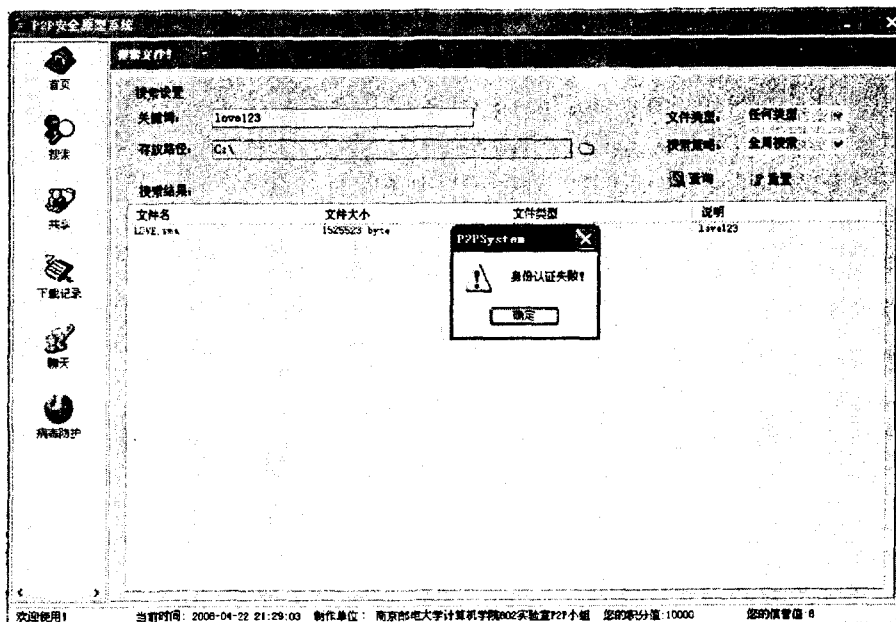 P2P安全原型系统
搜索文件!
首页
搜索
共享
下载记录
聊天
病毒防护
搜索设置
关键词: love123
文件类型: 任何类型
存放路径: C:\
搜索策略: 全局搜索
查询 重置
搜索结果:
文件名 文件大小 文件类型 说明
LOVE.wma 1525523 byte love123
P2PSystem
身份认证失败!
确定
欢迎使用! 当前时间: 2006-04-22 21:29:03 制作单位: 南京邮电大学计算机学院602实验室P2P小组 您的积分值:10000 您的信誉值:6